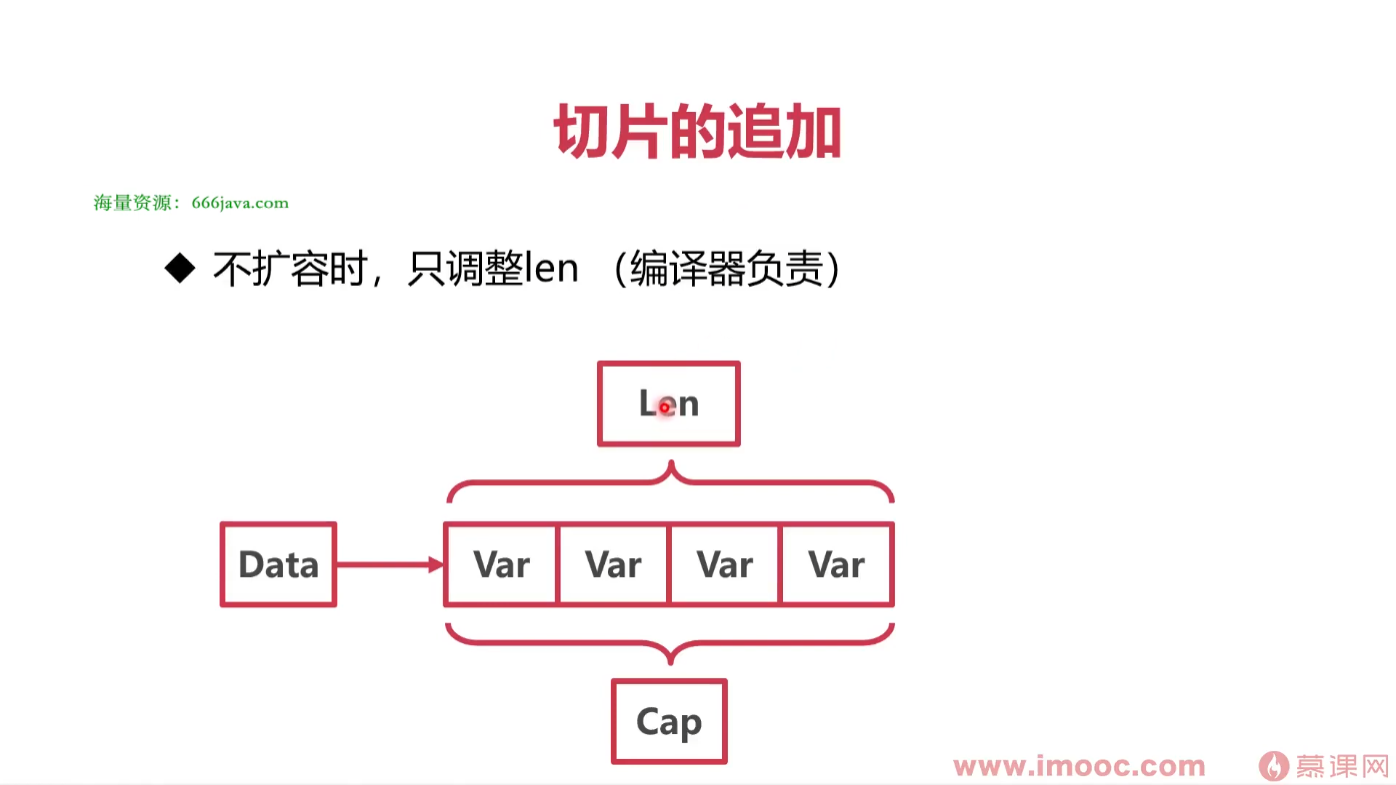 切片的追加
海量资源：666java.com
◆ 不扩容时，只调整len （编译器负责）
Len
Data
Var Var Var Var
Cap
www.imooc.com 慕课网